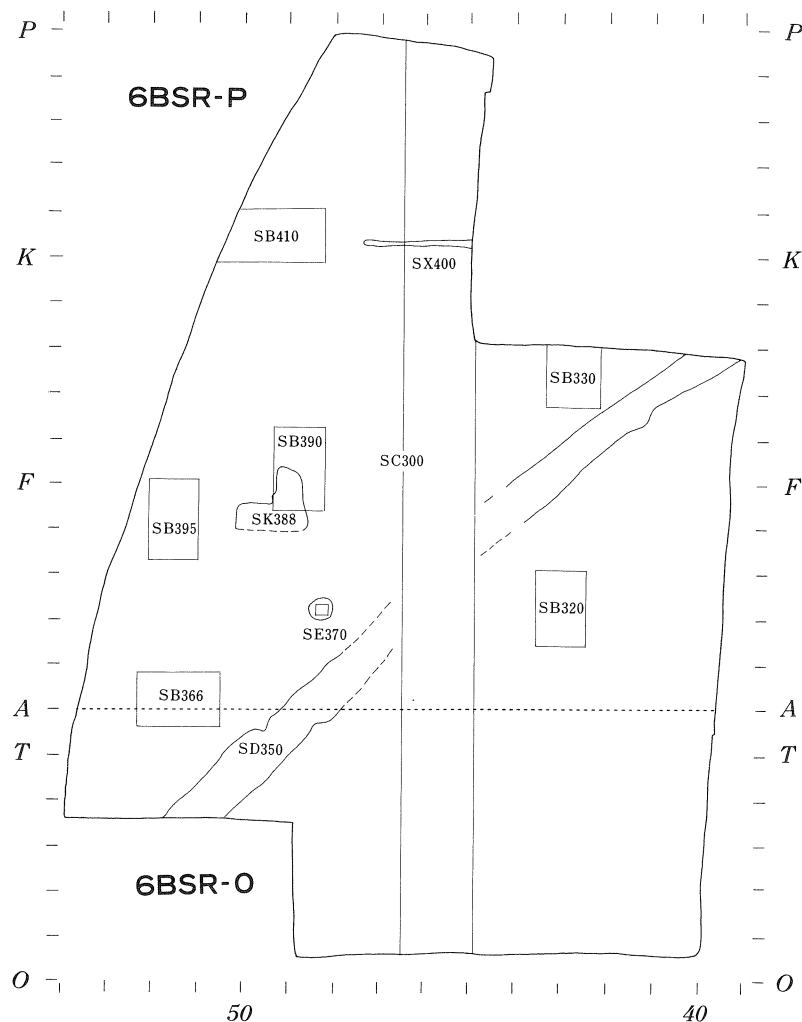 P P
6BSR-P
SB410
K K
SX400
SB330
SB390
SC300
F F
SK388
SB395
SB320
SE370
SB366
A A
T T
SD350
6BSR-O
O O
50 40